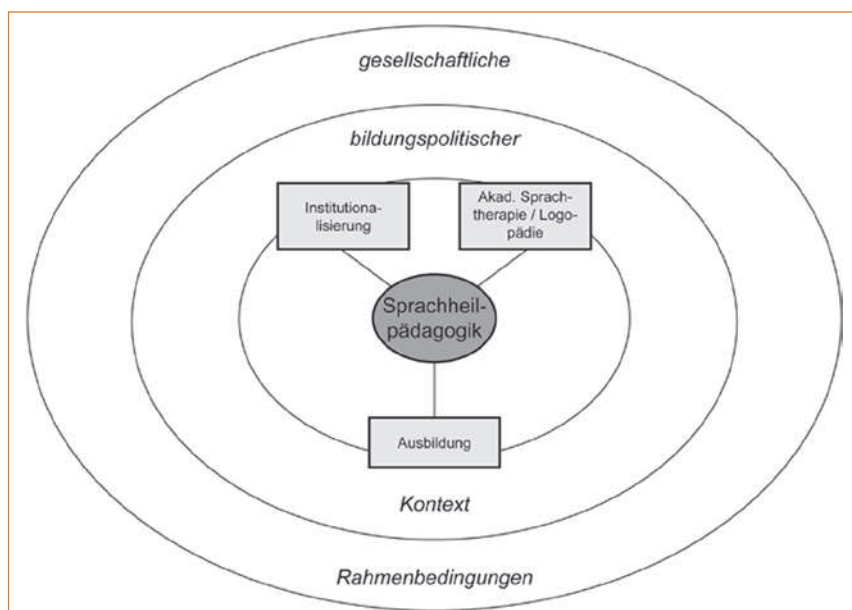 gesellschaftliche
bildungspolitischer
Institutiona-
lisierung
Akad. Sprach-
therapie / Logo-
pädie
Sprachheil-
pädagogik
Ausbildung
Kontext
Rahmenbedingungen